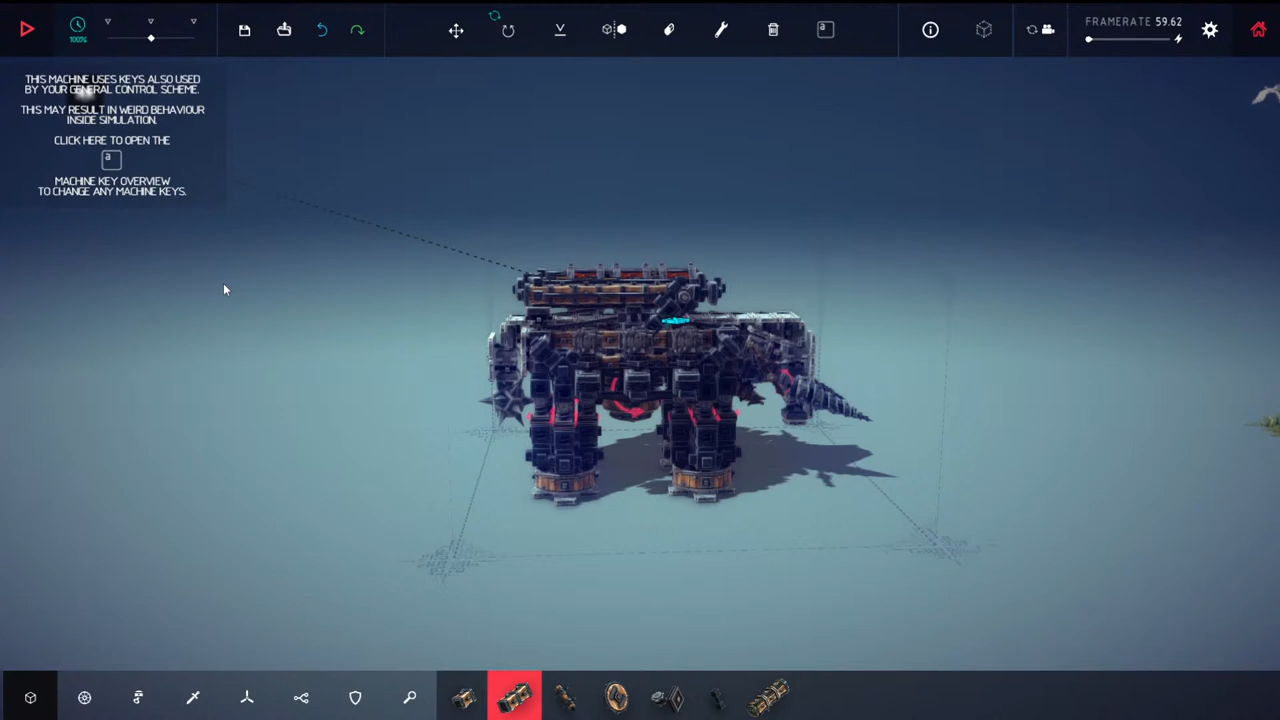 100%
FRAMERATE 59.62
THIS MACHINE USES KEYS ALSO USED
BY YOUR GENERAL CONTROL SCHEME.
THIS MAY RESULT IN WEIRD BEHAVIOUR
INSIDE SIMULATION.
CLICK HERE TO OPEN THE
a
MACHINE KEY OVERVIEW
TO CHANGE ANY MACHINE KEYS.
a